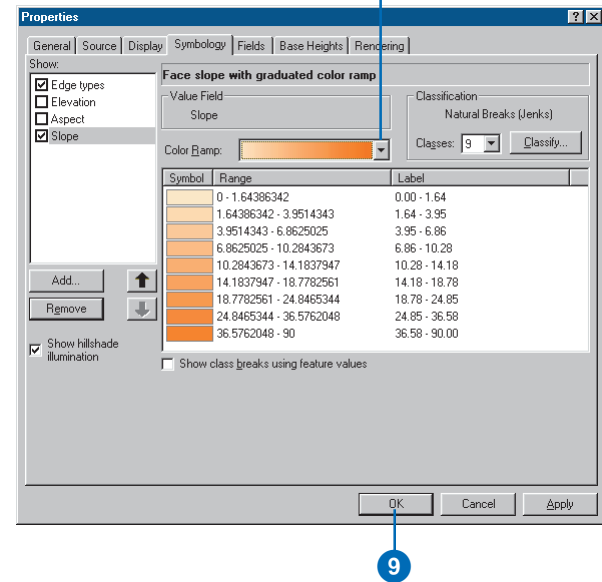 Properties
General Source Display Symbology Fields Base Heights Rendering
Show:
Edge types
Elevation
Aspect
Slope
Add...
Remove
Show hillshade
illumination
Face slope with graduated color ramp
Value Field
Slope
Classification
Natural Breaks (Jenks)
Color Ramp:
Classes: 9 Classify...
Symbol Range Label
0 - 1.64386342 0.00 - 1.64
1.64386342 - 3.9514343 1.64 - 3.95
3.9514343 - 6.8625025 3.95 - 6.86
6.8625025 - 10.2843673 6.86 - 10.28
10.2843673 - 14.1837947 10.28 - 14.18
14.1837947 - 18.7782561 14.18 - 18.78
18.7782561 - 24.8465344 18.78 - 24.85
24.8465344 - 36.5762048 24.85 - 36.58
36.5762048 - 90 36.58 - 90.00
Show class breaks using feature values
OK Cancel Apply
9